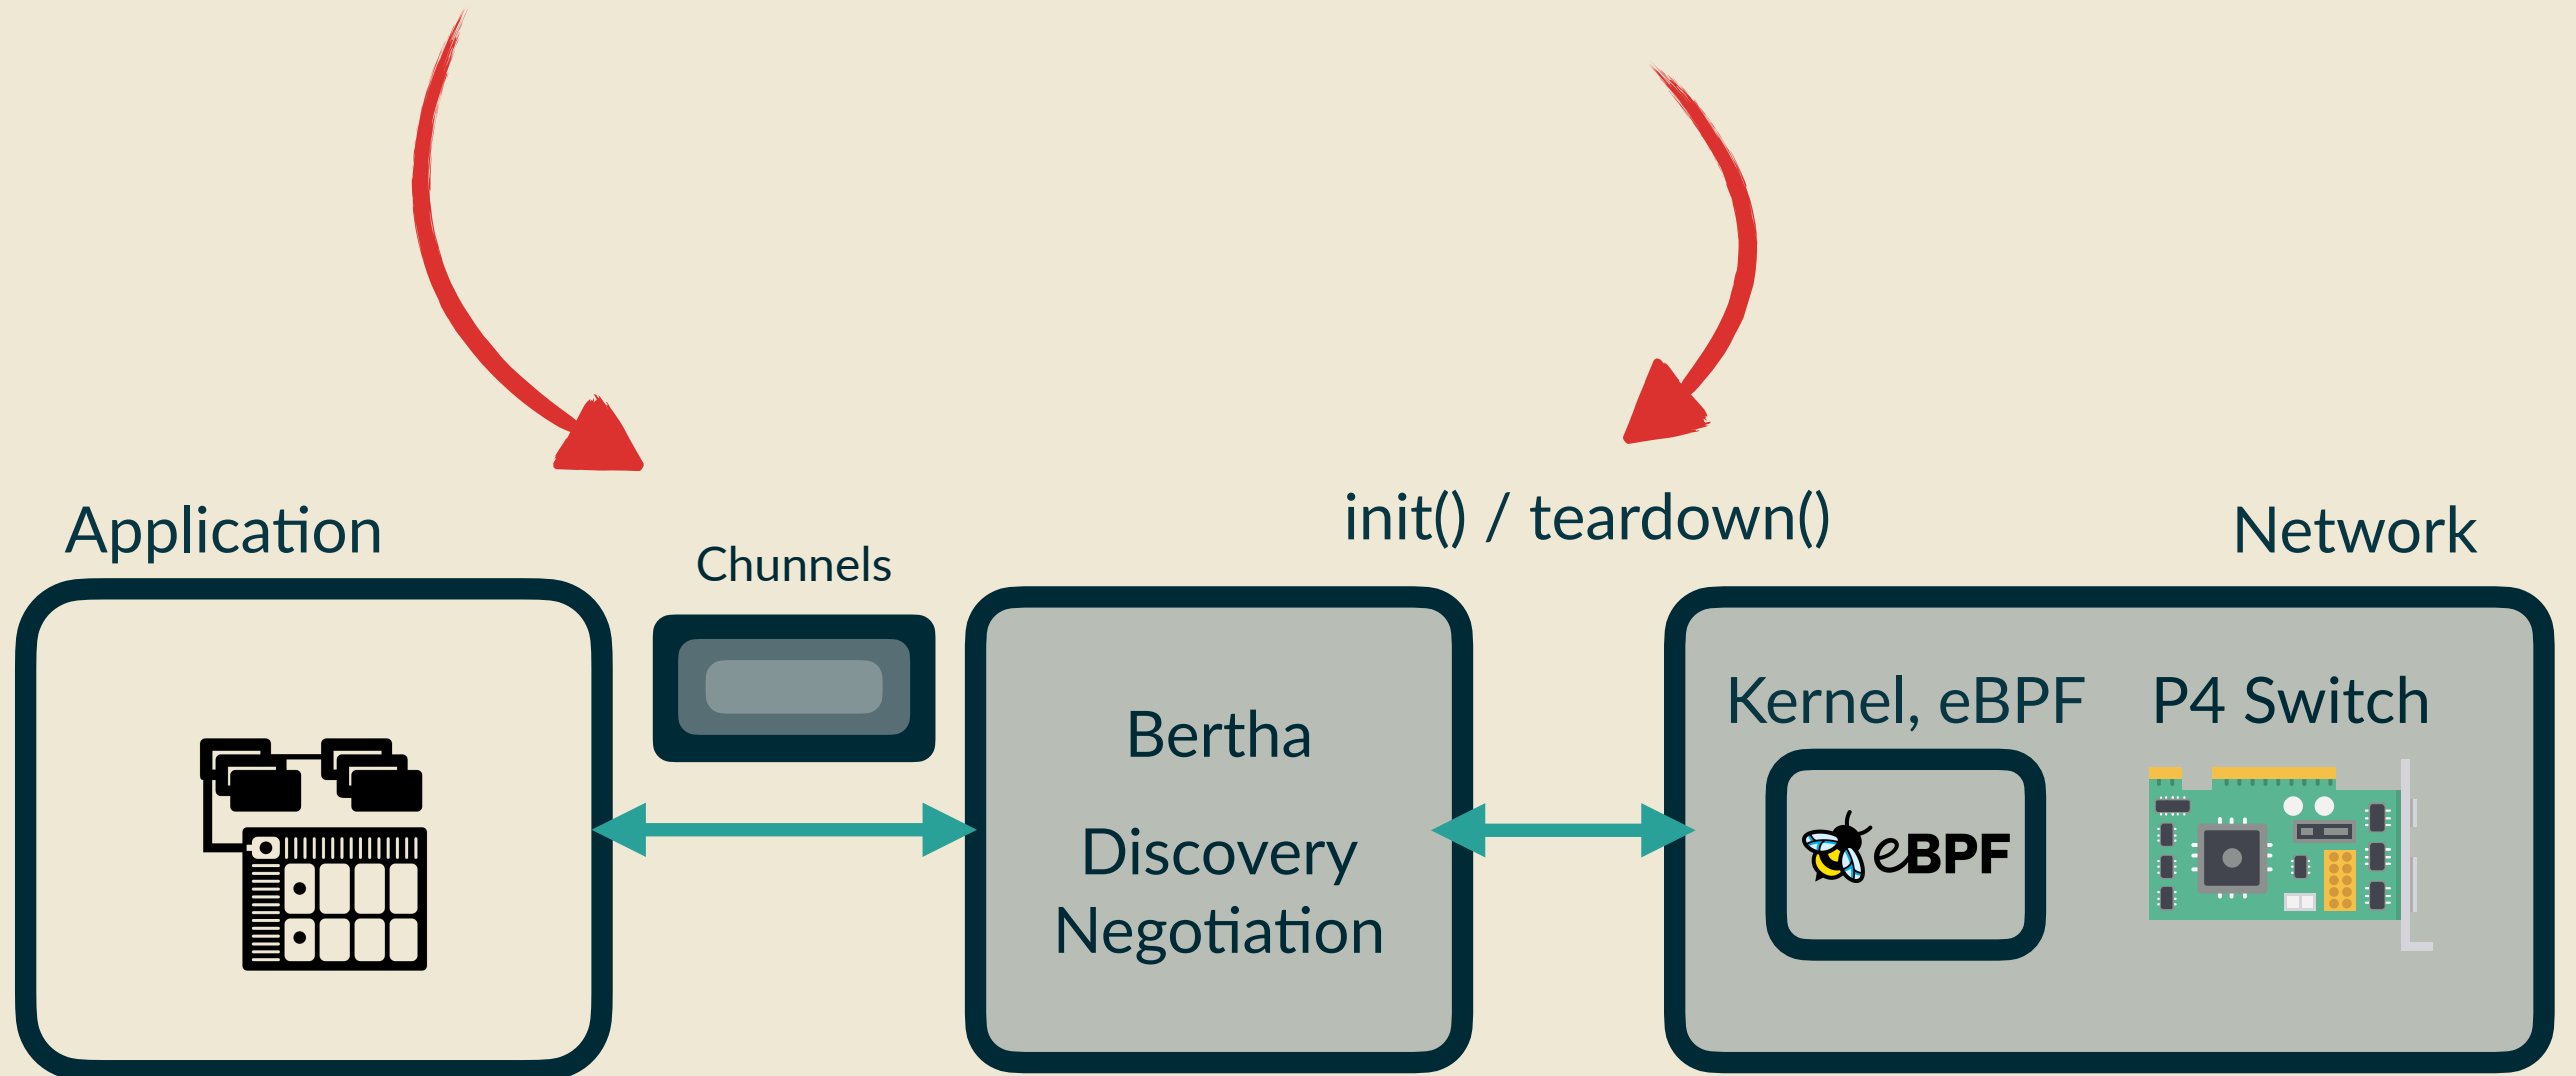 Application
Chunnels
init() / teardown()
Network
Bertha
Discovery
Negotiation
Kernel, eBPF
P4 Switch
eBPF